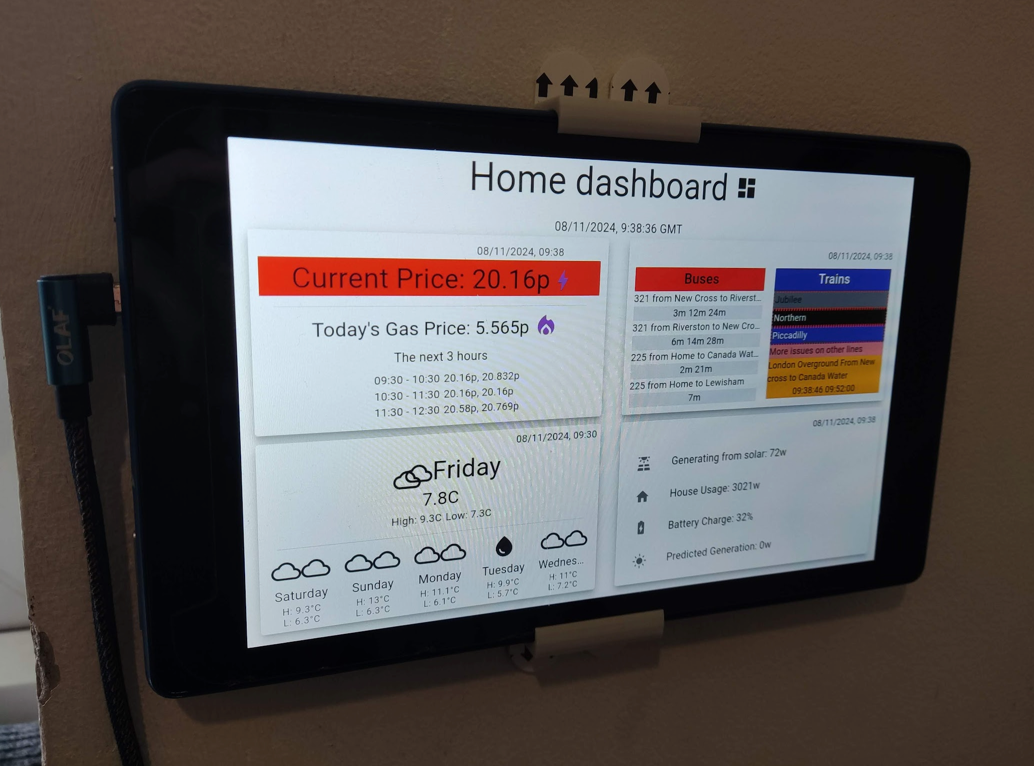 Home dashboard
08/11/2024, 9:38:36 GMT
08/11/2024, 09:38
Current Price: 20.16p
Today's Gas Price: 5.565p
The next 3 hours
09:30 - 10:30 20.16p, 20.832p
10:30 - 11:30 20.16p, 20.16p
11:30 - 12:30 20.58p, 20.769p
08/11/2024, 09:38
Buses
321 from New Cross to Riverst...
3m 12m 24m
321 from Riverston to New Cro...
6m 14m 28m
225 from Home to Canada Wat...
2m 21m
225 from Home to Lewisham
7m
Trains
Jubilee
Northern
Piccadilly
More issues on other lines
London Overground From New
cross to Canada Water
09:38:46 09:52:00
08/11/2024, 09:30
Friday
7.8C
High: 9.3C Low: 7.3C
Saturday
H: 9.3°C
L: 6.3°C
Sunday
H: 13°C
L: 6.3°C
Monday
H: 11.1°C
L: 6.1°C
Tuesday
H: 9.9°C
L: 5.7°C
Wednes...
H: 11°C
L: 7.2°C
08/11/2024, 09:38
Generating from solar: 72w
House Usage: 3021w
Battery Charge: 32%
Predicted Generation: 0w
OLAF